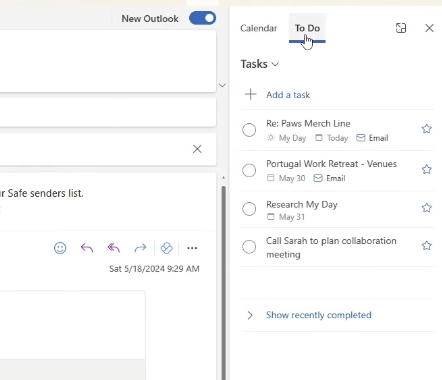 New Outlook
Calendar
To Do
Tasks
Add a task
Re: Paws Merch Line
My Day Today Email
Portugal Work Retreat - Venues
May 30 Email
Research My Day
May 31
Call Sarah to plan collaboration
meeting
Show recently completed
r Safe senders list.
Sat 5/18/2024 9:29 AM